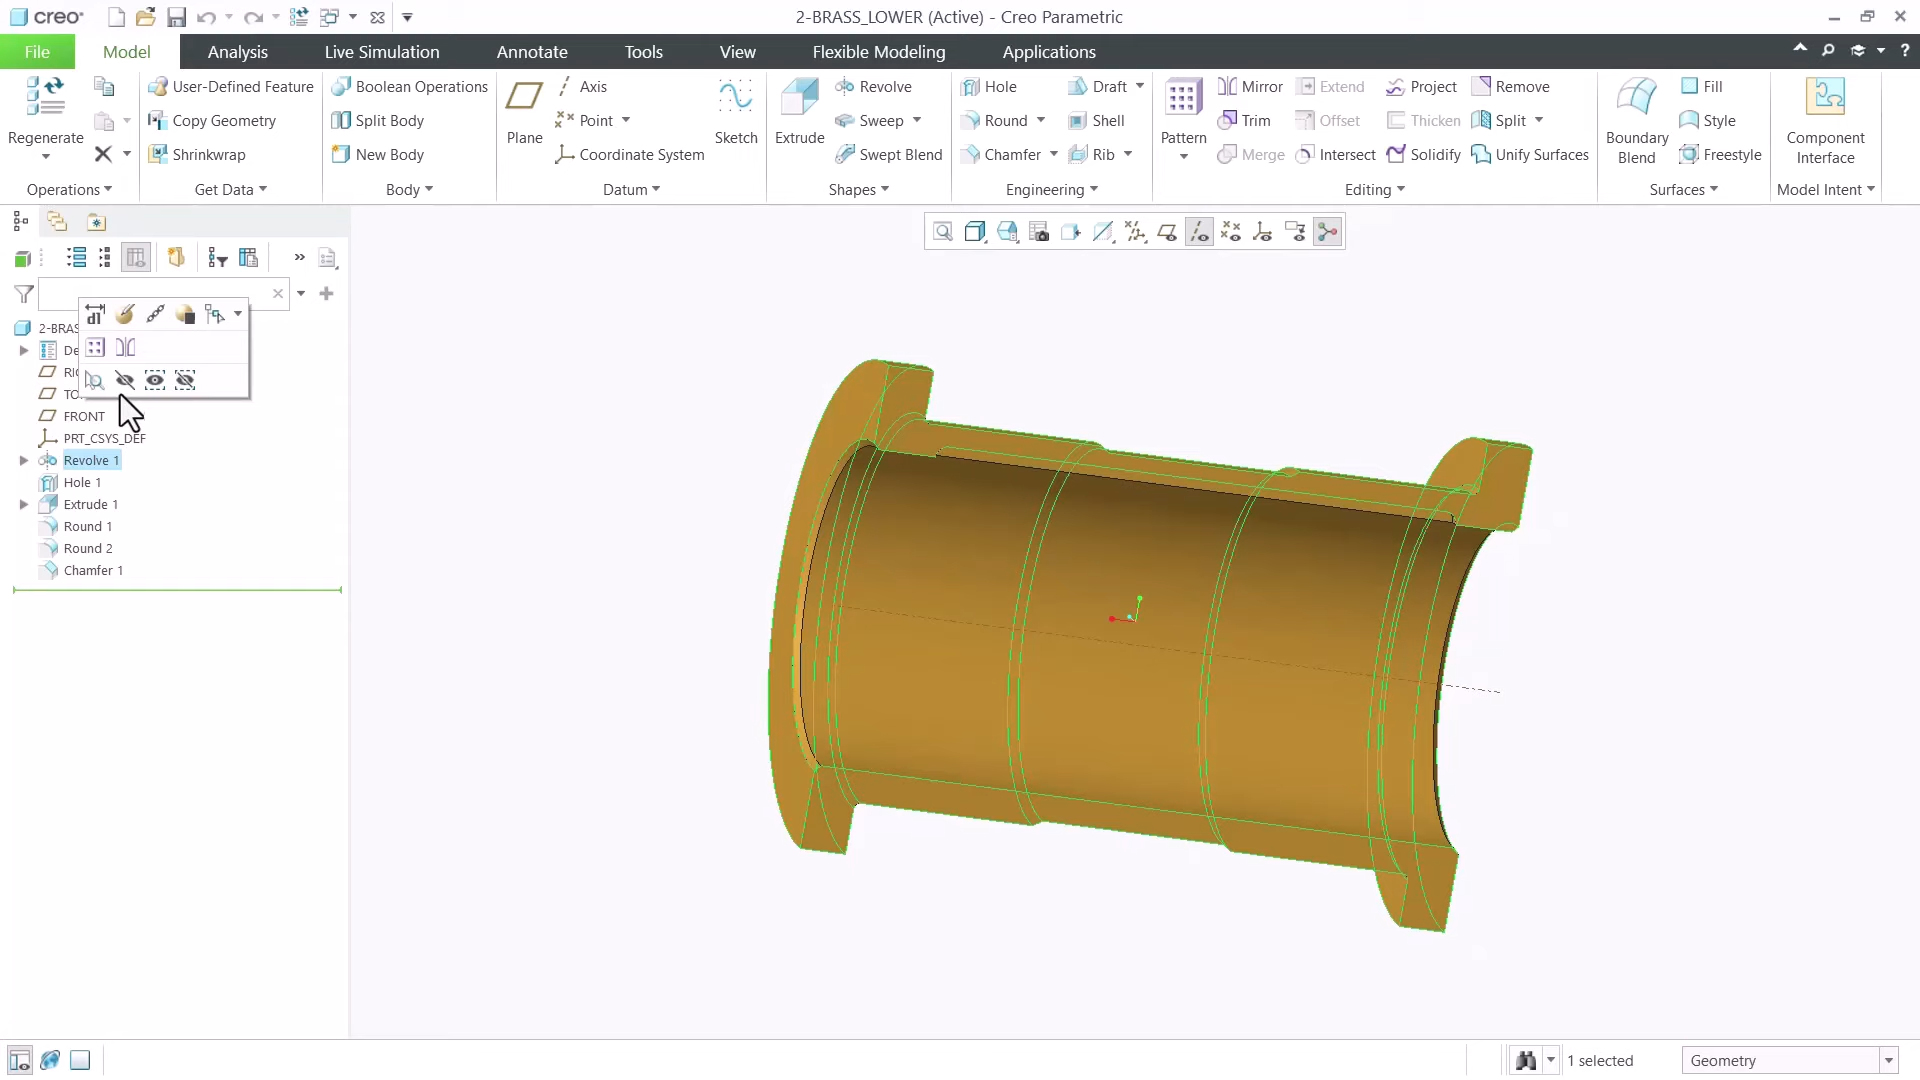 creo
2-BRASS_LOWER (Active) - Creo Parametric
File Model Analysis Live Simulation Annotate Tools View Flexible Modeling Applications
Regenerate
Operations
User-Defined Feature
Copy Geometry
Shrinkwrap
Get Data
Boolean Operations
Split Body
New Body
Body
Plane
Axis
Point
Coordinate System
Sketch
Datum
Extrude
Revolve
Sweep
Swept Blend
Shapes
Hole
Round
Chamfer
Draft
Shell
Rib
Engineering
Pattern
Mirror
Trim
Merge
Extend
Offset
Intersect
Project
Thicken
Solidify
Remove
Split
Unify Surfaces
Editing
Boundary
Blend
Fill
Style
Freestyle
Surfaces
Component
Interface
Model Intent
2-BRAS
De
RI
TO
FRONT
PRT_CSYS_DEF
Revolve 1
Hole 1
Extrude 1
Round 1
Round 2
Chamfer 1
1 selected
Geometry